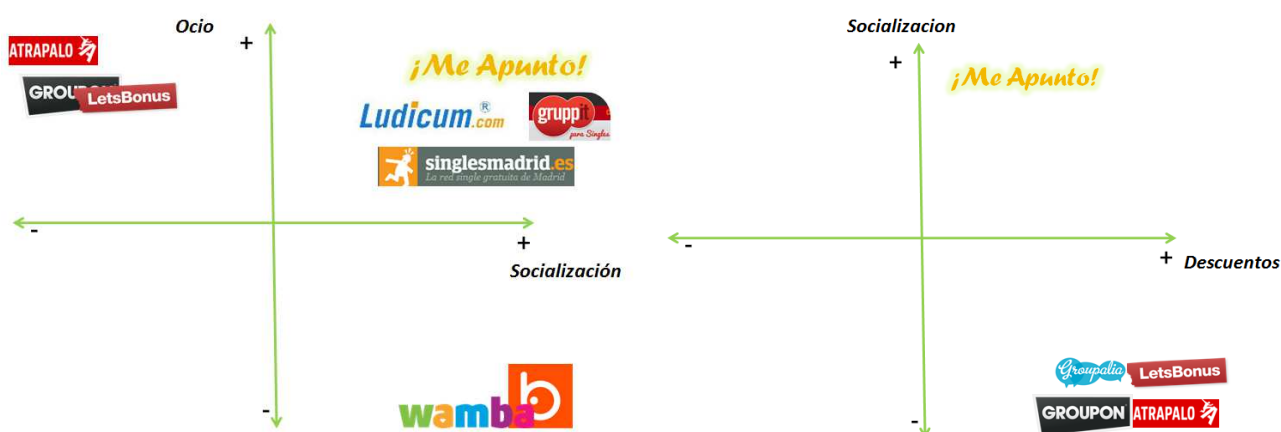 Ocio
+
ATRAPALO
GROUPON
LetsBonus
¡Me Apunto!
Ludicum.com
®
gruppit
para Singles
singlesmadrid.es
La red single gratuita de Madrid
-
+
Socialización
-
wamba
b
Socializacion
+
¡Me Apunto!
-
+
Descuentos
Groupalia
LetsBonus
GROUPON
ATRAPALO
-